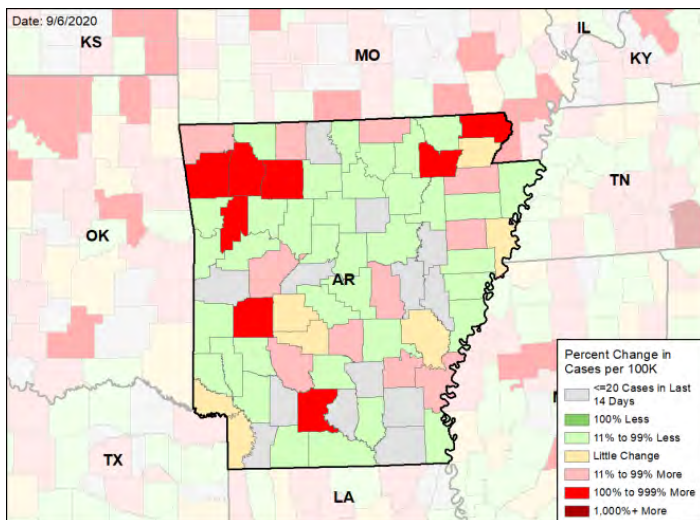 Date: 9/6/2020
KS
MO
IL
KY
OK
AR
TN
TX
LA
Percent Change in
Cases per 100K
<=20 Cases in Last
14 Days
100% Less
11% to 99% Less
Little Change
11% to 99% More
100% to 999% More
1,000%+ More